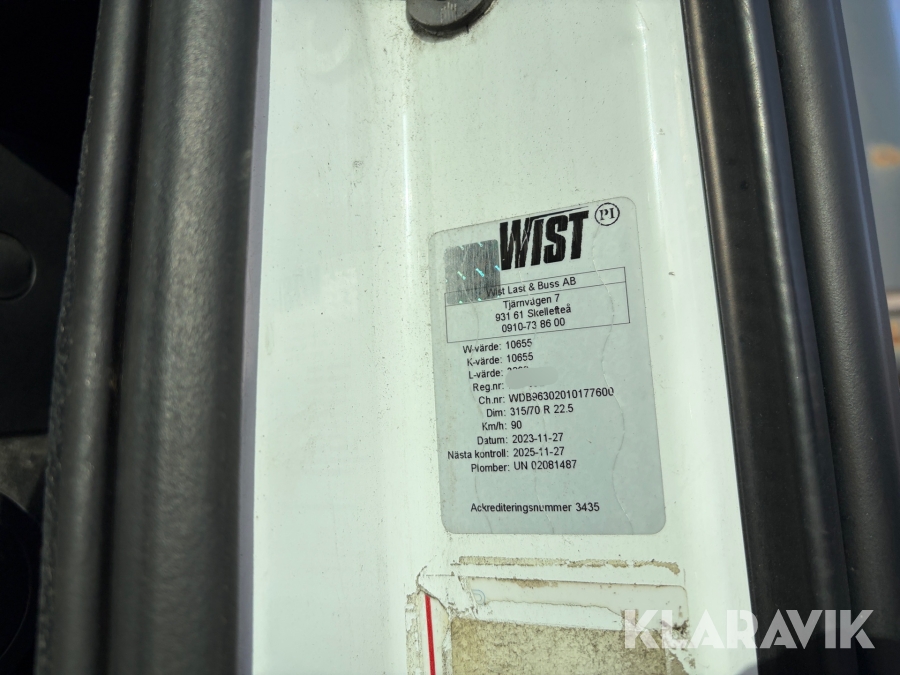 WIST
PI
Wist Last & Buss AB
Tjärnvägen 7
931 61 Skellefteå
0910-73 86 00
W-värde: 10655
K-värde: 10655
L-värde:
Reg.nr:
Ch.nr: WDB96302010177600
Dim: 315/70 R 22.5
Km/h: 90
Datum: 2023-11-27
Nästa kontroll: 2025-11-27
Plomber: UN 02081487
Ackrediteringsnummer 3435
KLARAVIK